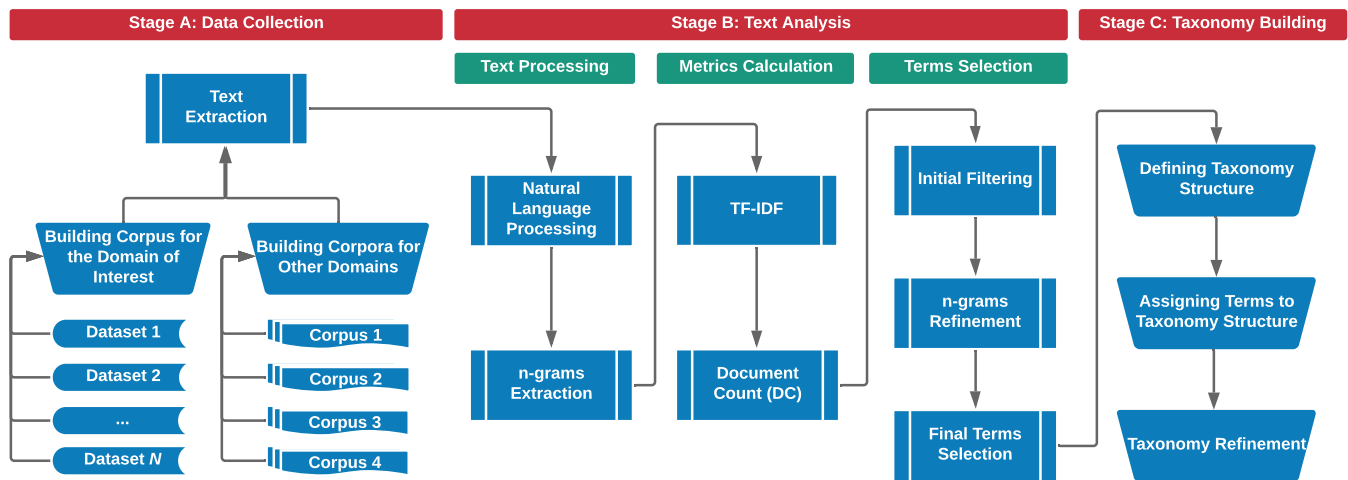 Stage A: Data Collection
Stage B: Text Analysis
Stage C: Taxonomy Building
Text Processing
Metrics Calculation
Terms Selection
Text
Extraction
Building Corpus for
the Domain of
Interest
Building Corpora for
Other Domains
Dataset 1
Dataset 2
...
Dataset N
Corpus 1
Corpus 2
Corpus 3
Corpus 4
Natural
Language
Processing
n-grams
Extraction
TF-IDF
Document
Count (DC)
Initial Filtering
n-grams
Refinement
Final Terms
Selection
Defining Taxonomy
Structure
Assigning Terms to
Taxonomy Structure
Taxonomy Refinement